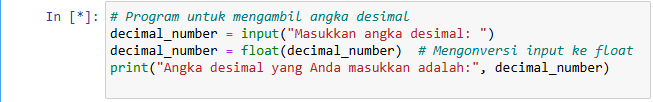 In [*]: # Program untuk mengambil angka desimal
decimal_number = input("Masukkan angka desimal: ")
decimal_number = float(decimal_number)  # Mengonversi input ke float
print("Angka desimal yang Anda masukkan adalah:", decimal_number)